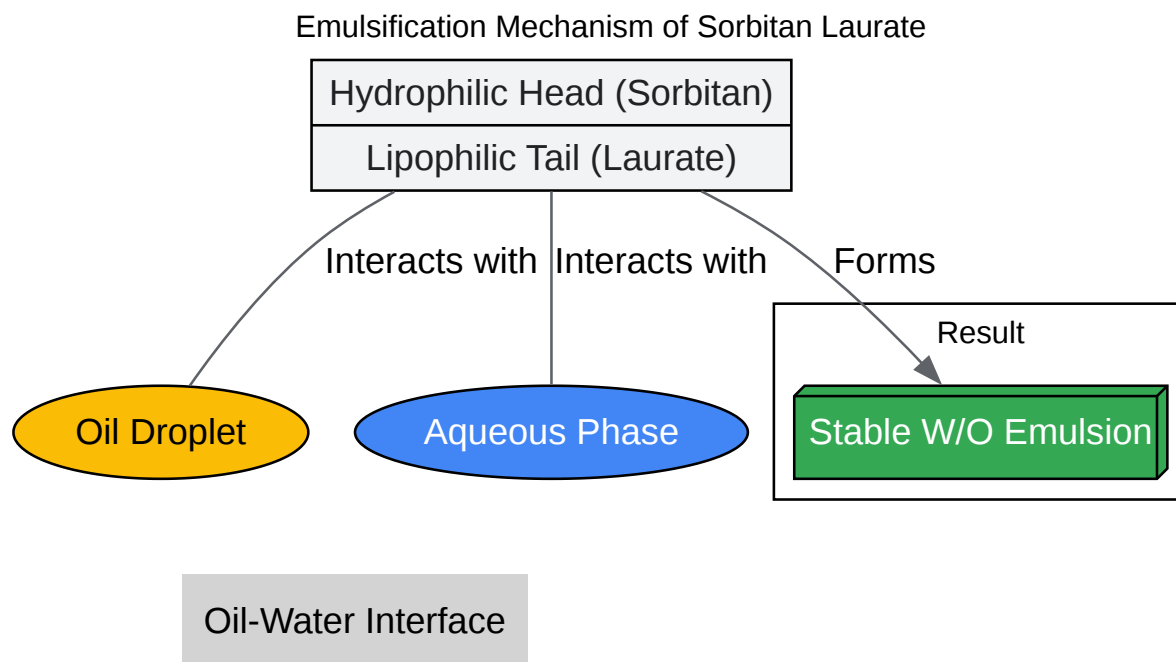 Emulsification Mechanism of Sorbitan Laurate
Hydrophilic Head (Sorbitan)
Lipophilic Tail (Laurate)
Interacts with
Interacts with
Forms
Result
Oil Droplet
Aqueous Phase
Stable W/O Emulsion
Oil-Water Interface